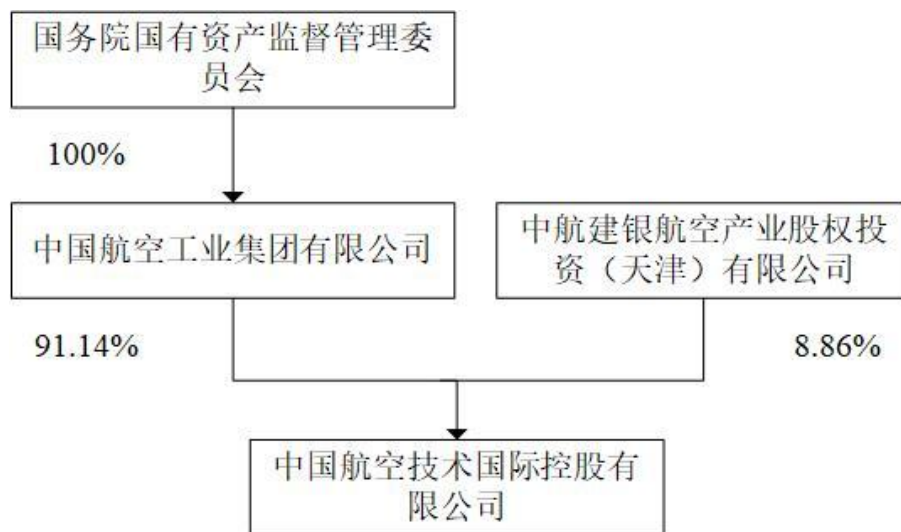 国务院国有资产监督管理委
员会
100%
中国航空工业集团有限公司
中航建银航空产业股权投
资（天津）有限公司
91.14%
8.86%
中国航空技术国际控股有
限公司